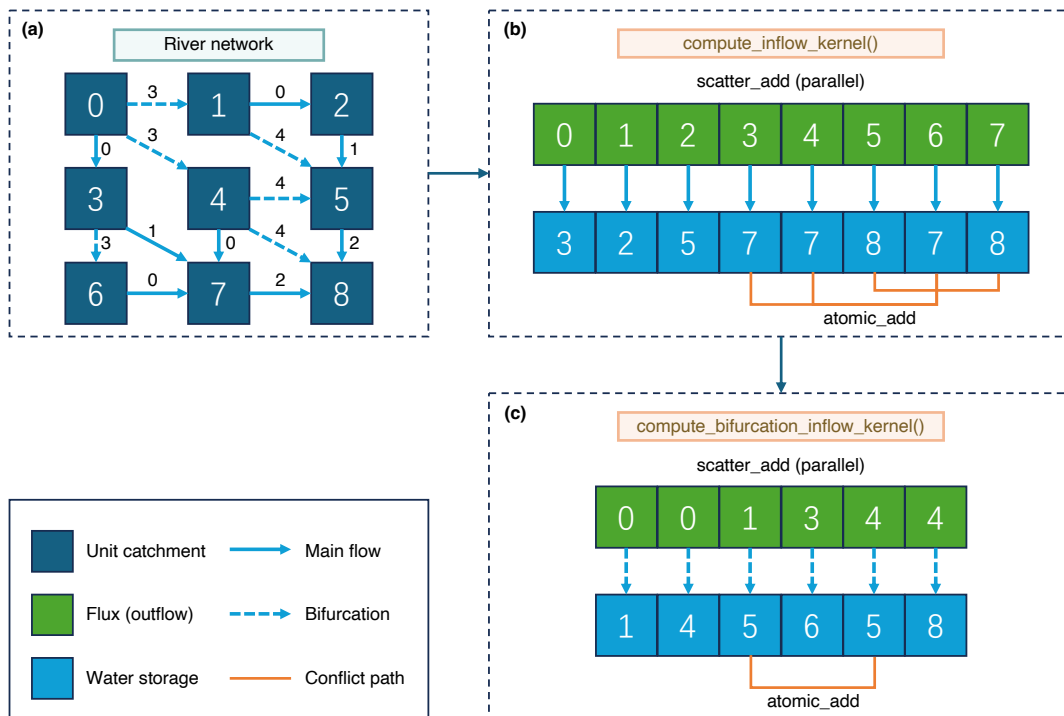 (a)
River network
0 3 1 0 2
3 4
0 1
3 4 4 5
3 1 0 4 2
6 0 7 2 8
(b)
compute_inflow_kernel()
scatter_add (parallel)
0 1 2 3 4 5 6 7
3 2 5 7 7 8 7 8
atomic_add
(c)
compute_bifurcation_inflow_kernel()
scatter_add (parallel)
0 0 1 3 4 4
1 4 5 6 5 8
atomic_add
Unit catchment
Main flow
Flux (outflow)
Bifurcation
Water storage
Conflict path